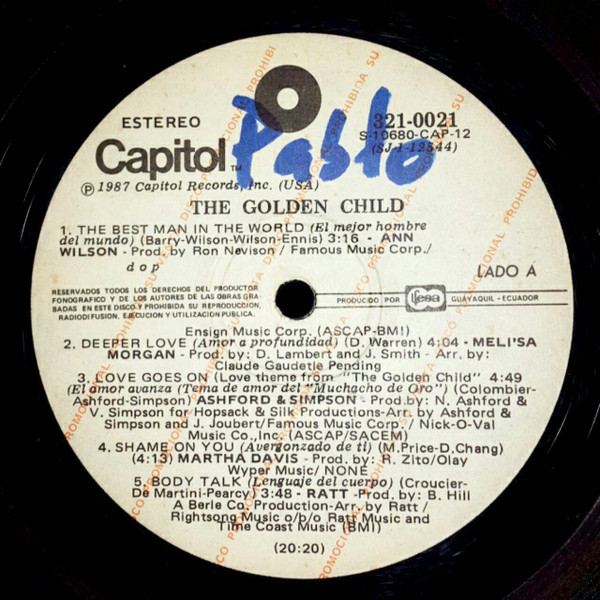 ESTEREO
321-0021
S-10680-CAP-12
(SJ-1-12544)
Capitol TM
Pablo
Ⓟ 1987 Capitol Records, Inc. (USA)
THE GOLDEN CHILD
1. THE BEST MAN IN THE WORLD (El mejor hombre
del mundo) (Barry-Wilson-Wilson-Ennis) 3:16 - ANN
WILSON - Prod. by Ron Nevison / Famous Music Corp./
d o p
LADO A
RESERVADOS TODOS LOS DERECHOS DEL PRODUCTOR
FONOGRAFICO Y DE LOS AUTORES DE LAS OBRAS GRA-
BADAS EN ESTE DISCO Y PROHIBIDA SU REPRODUCCION,
RADIODIFUSION, EJECUCION Y UTILIZACION PUBLICA.
PRODUCIDO POR ifesa GUAYAQUIL - ECUADOR
Ensign Music Corp. (ASCAP-BMI)
2. DEEPER LOVE (Amor a profundidad) (D. Warren) 4:04 - MELI'SA
MORGAN - Prod. by: D. Lambert and J. Smith - Arr. by:
Claude Gaudetle Pending
3. LOVE GOES ON (Love theme from "The Golden Child" 4:49
(El amor avanza (Tema de amor del "Muchacho de Oro") (Colombier-
Ashford-Simpson) ASHFORD & SIMPSON - Prod.by: N. Ashford &
V. Simpson for Hopsack & Silk Productions-Arr. by Ashford &
Simpson and J. Joubert/Famous Music Corp. / Nick-O-Val
Music Co.,Inc. (ASCAP/SACEM)
4. SHAME ON YOU (Avergonzado de ti) (M.Price-D.Chang)
(4:13) MARTHA DAVIS - Prod. by: R. Zito/Olay
Wyper Music/ NONE
5. BODY TALK (Lenguaje del cuerpo) (Croucier-
De Martini-Pearcy) 3:48 - RATT - Prod. by: B. Hill
A Berle Co. Production-Arr. by Ratt /
Rightsong Music o/b/o Ratt Music and
Time Coast Music (BMI)
(20:20)